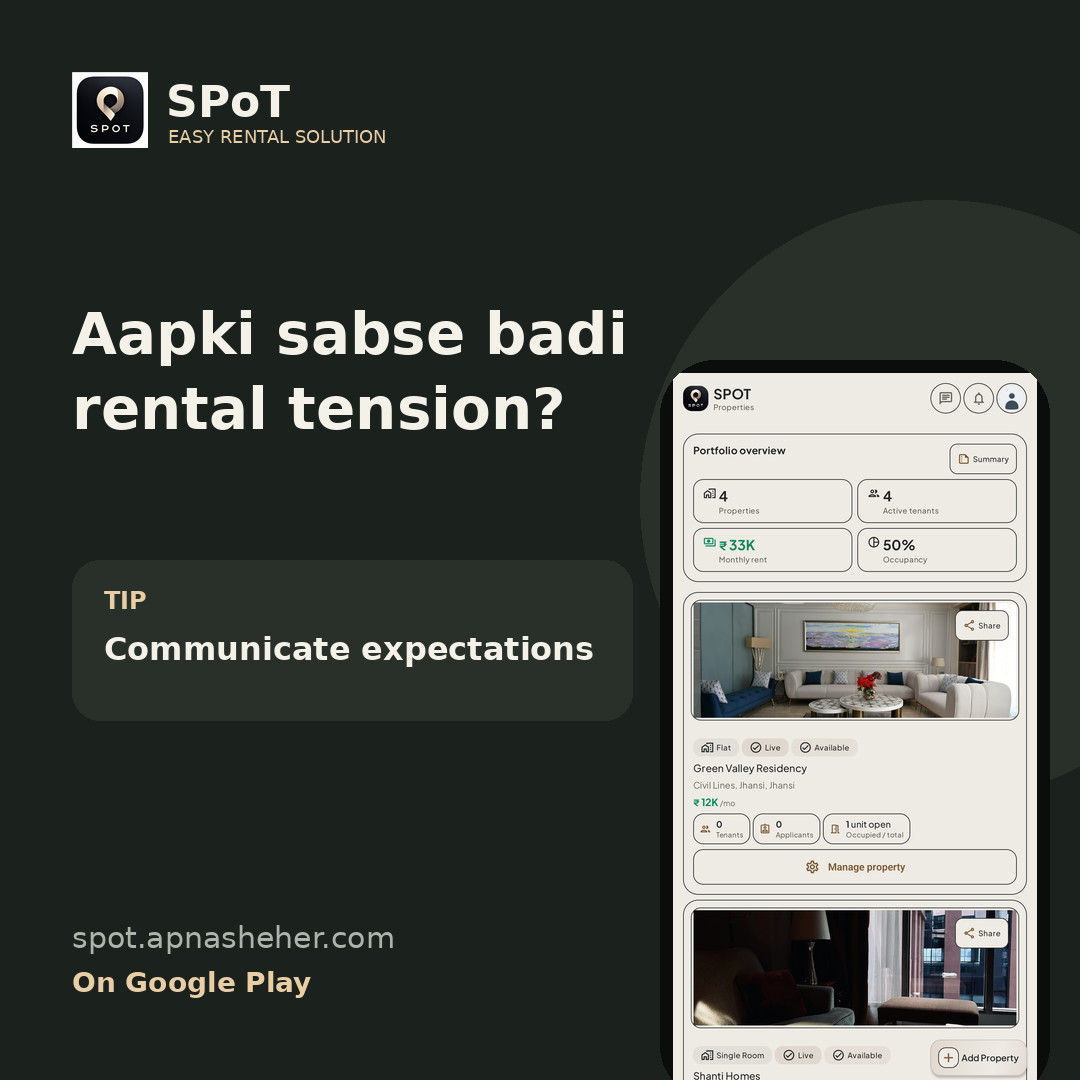 SPOT
SPoT
EASY RENTAL SOLUTION
Aapki sabse badi
rental tension?
TIP
Communicate expectations
spot.apnasheher.com
On Google Play
SPOT
SPOT
Properties
Portfolio overview
Summary
4
Properties
4
Active tenants
₹ 33K
Monthly rent
50%
Occupancy
Share
Flat
Live
Available
Green Valley Residency
Civil Lines, Jhansi, Jhansi
₹ 12K /mo
0
Tenants
0
Applicants
1 unit open
Occupied / total
Manage property
Share
Single Room
Live
Available
Add Property
Shanti Homes